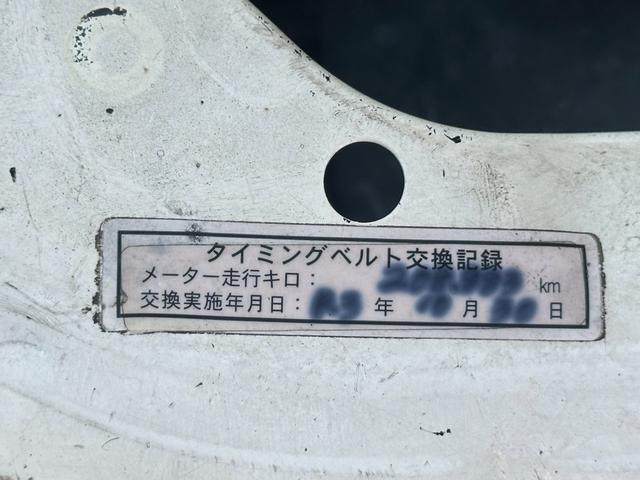 タイミングベルト交換記録
メーター走行キロ： km
交換実施年月日： 年 月 日